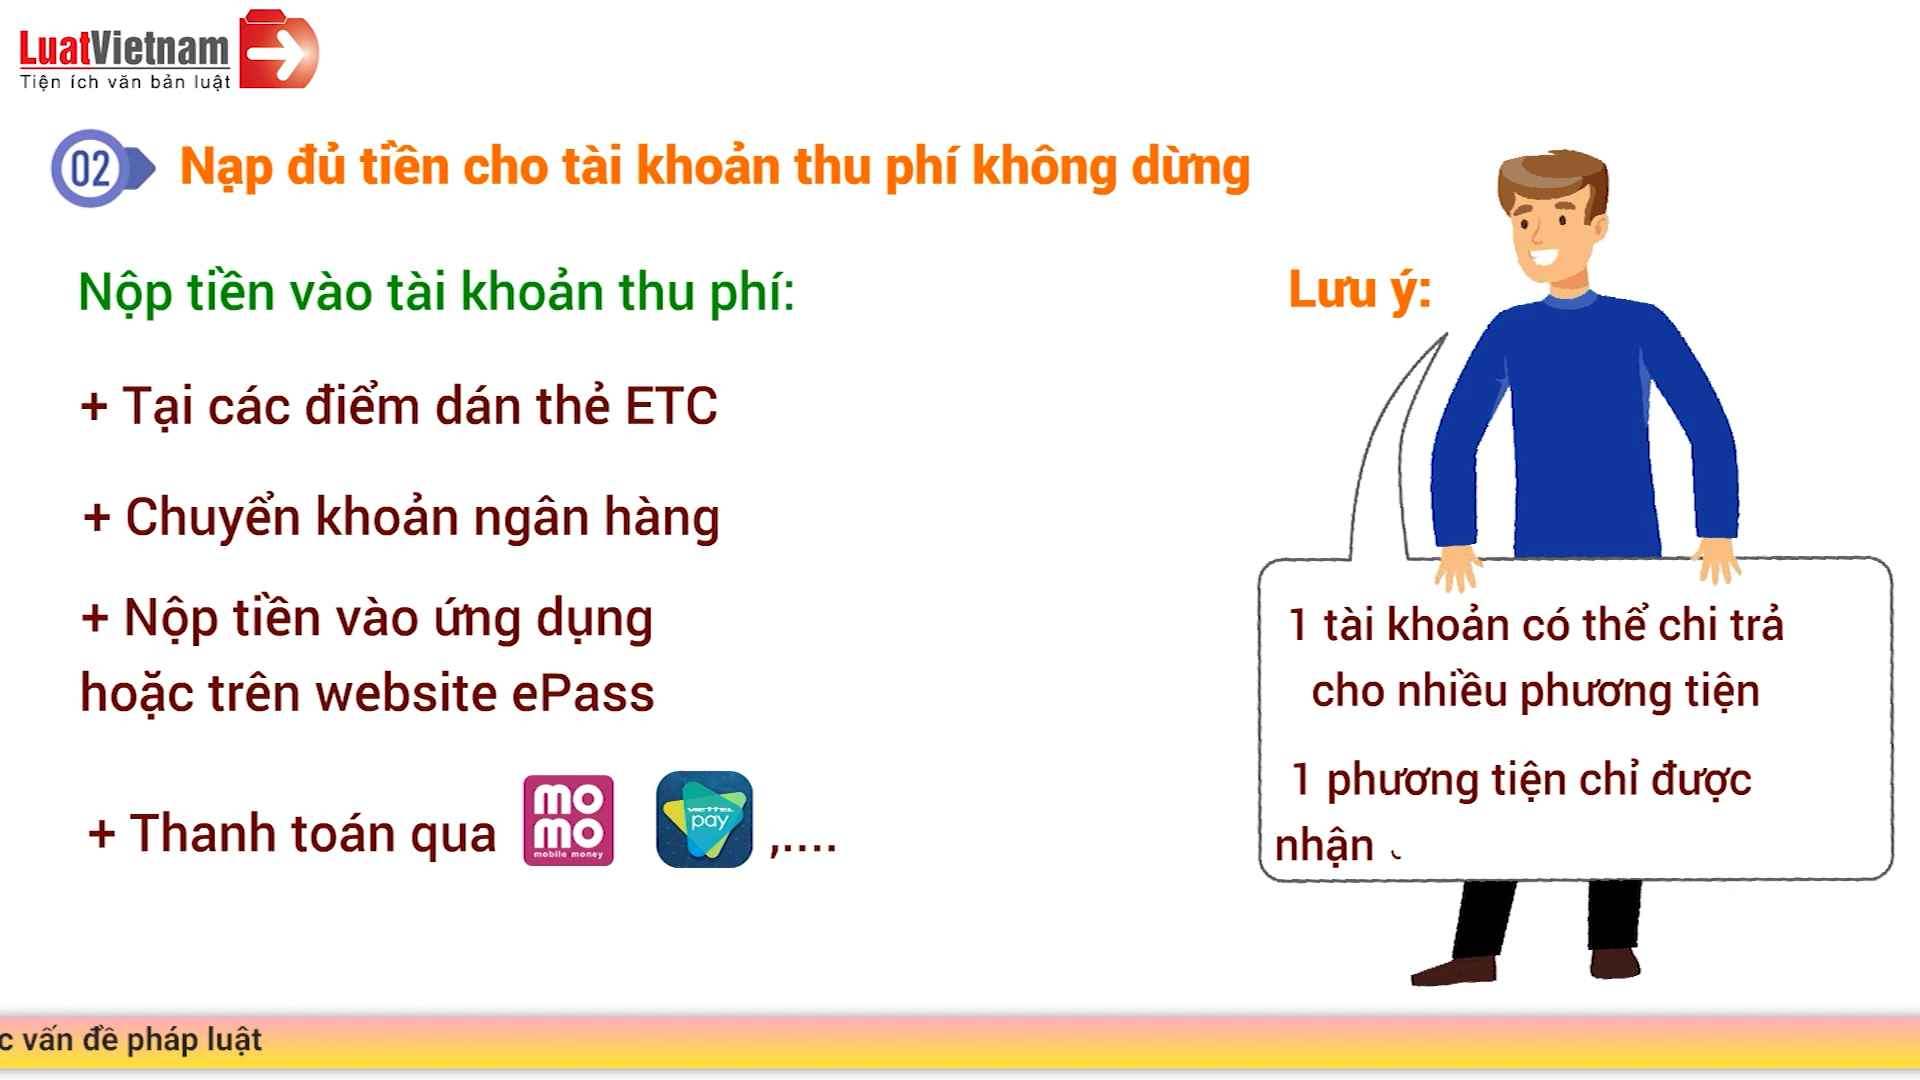 LuatVietnam
Tiện ích văn bản luật
02
Nạp đủ tiền cho tài khoản thu phí không dừng
Nộp tiền vào tài khoản thu phí:
+ Tại các điểm dán thẻ ETC
+ Chuyển khoản ngân hàng
+ Nộp tiền vào ứng dụng
hoặc trên website ePass
+ Thanh toán qua
mo
mo
mobile money
viettel
pay
,....
Lưu ý:
1 tài khoản có thể chi trả
cho nhiều phương tiện
1 phương tiện chỉ được
nhận
c vấn đề pháp luật